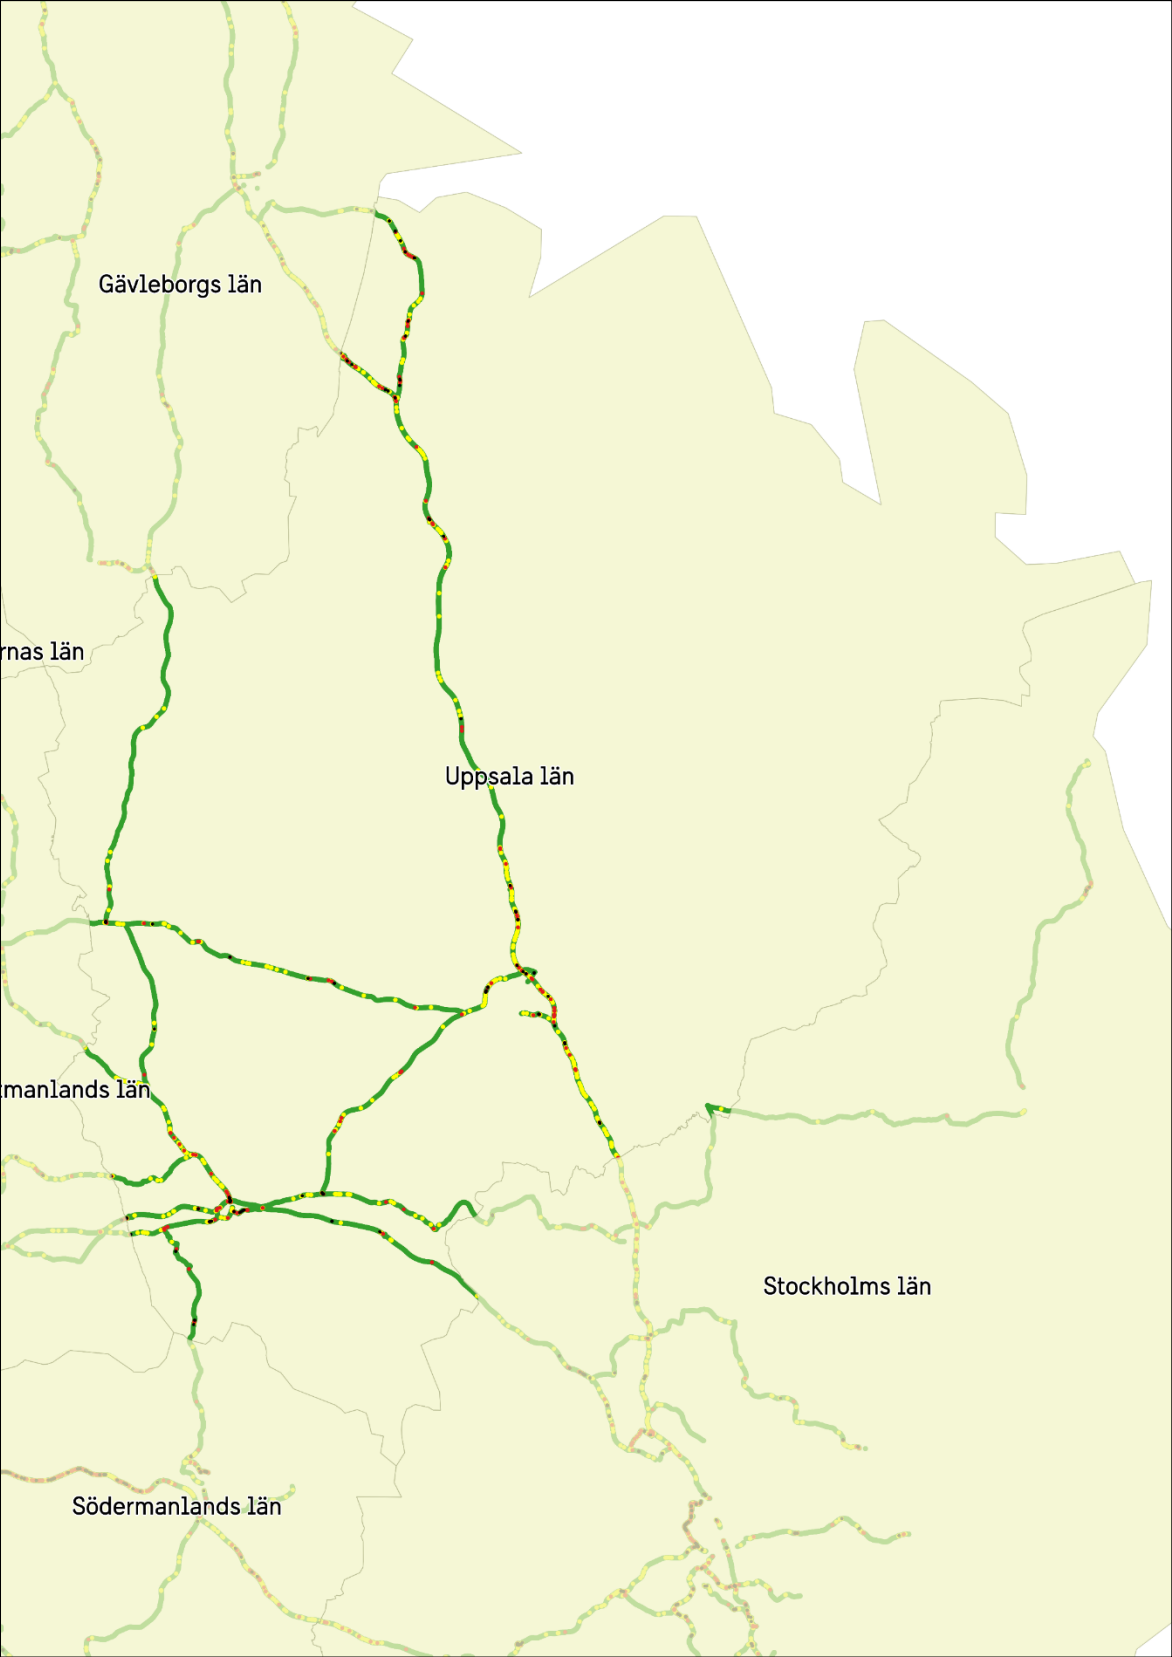 Gävleborgs län
rnas län
Uppsala län
tmanlands län
Stockholms län
Södermanlands län